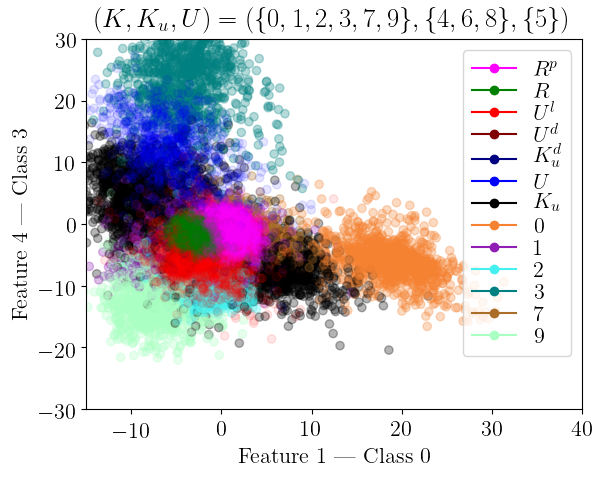 (K, K_u, U) = ({0, 1, 2, 3, 7, 9}, {4, 6, 8}, {5})
30
20
10
0
−10
−20
−30
Feature 4 — Class 3
−10
0
10
20
30
40
Feature 1 — Class 0
R^p
R
U^l
U^d
K_u^d
U
K_u
0
1
2
3
7
9